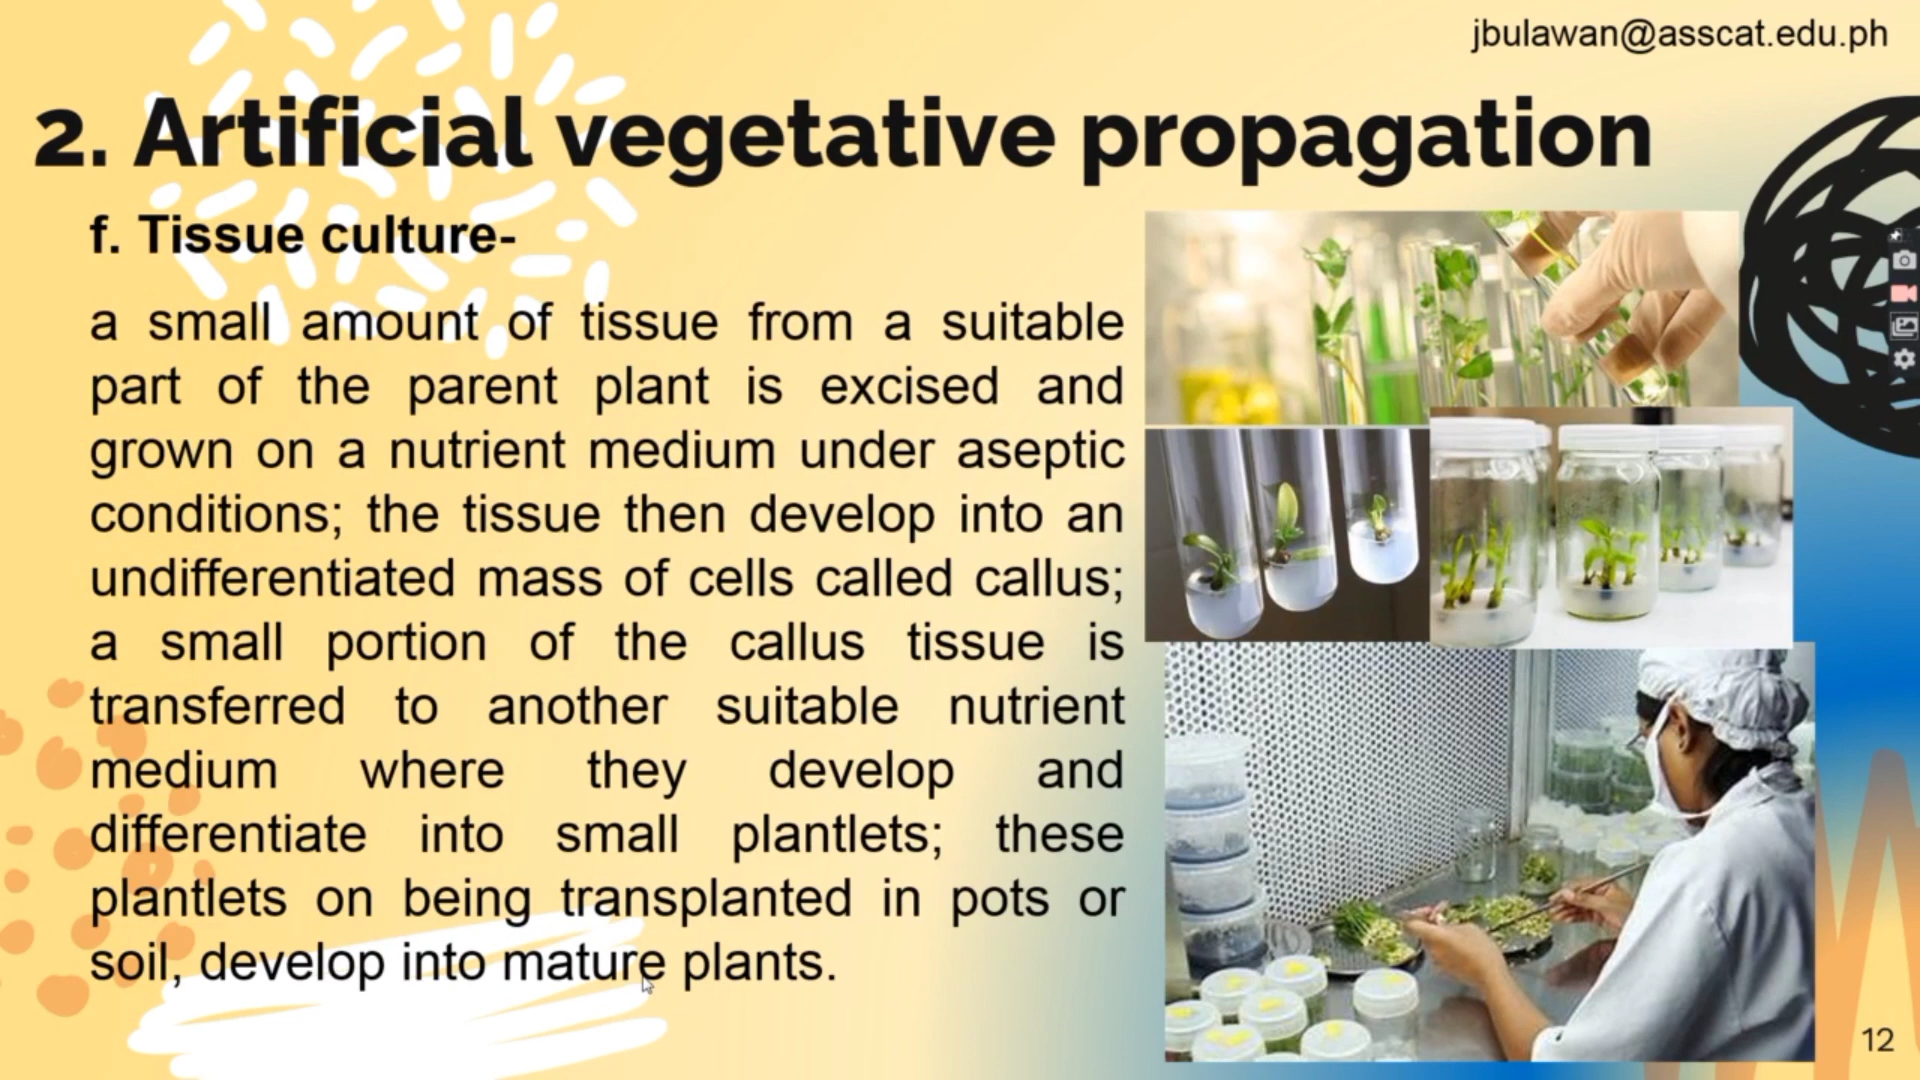 jbulawan@asscat.edu.ph
2. Artificial vegetative propagation
f. Tissue culture-
a small amount of tissue from a suitable
part of the parent plant is excised and
grown on a nutrient medium under aseptic
conditions; the tissue then develop into an
undifferentiated mass of cells called callus;
a small portion of the callus tissue is
transferred to another suitable nutrient
medium where they develop and
differentiate into small plantlets; these
plantlets on being transplanted in pots or
soil, develop into mature plants.
12